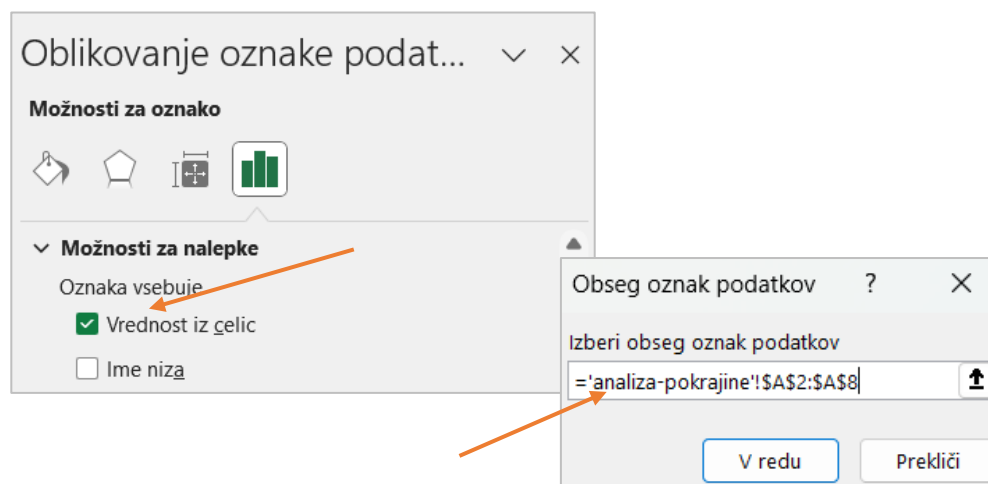 Oblikovanje oznake podat...
Možnosti za oznako
Možnosti za nalepke
Oznaka vsebuje
Vrednost iz celic
Ime niza
Obseg oznak podatkov ?
Izberi obseg oznak podatkov
='analiza-pokrajine'!$A$2:$A$8
V redu Prekliči